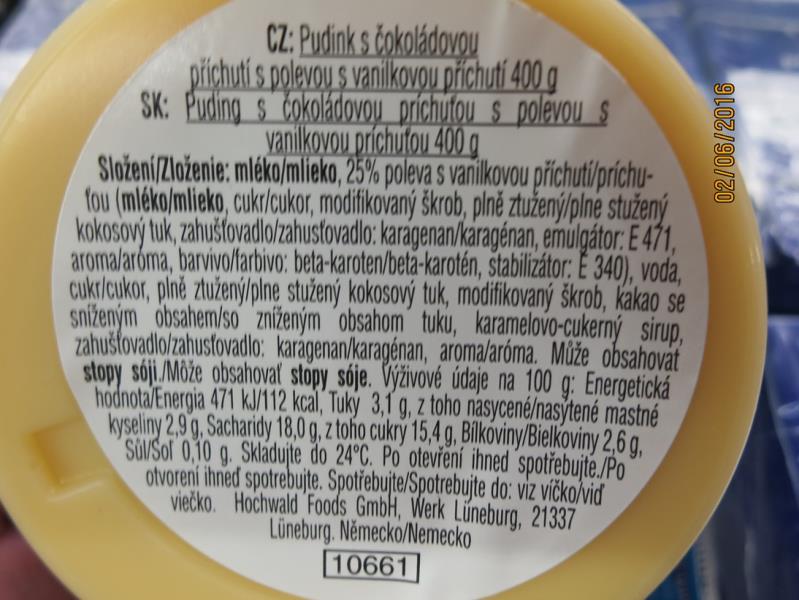 CZ: Pudink s čokoládovou
příchutí s polevou s vanilkovou příchutí 400 g
SK: Puding s čokoládovou príchuťou s polevou s
vanilkovou príchuťou 400 g
Složení/Zloženie: mléko/mlieko, 25% poleva s vanilkovou příchutí/príchu-
ťou (mléko/mlieko, cukr/cukor, modifikovaný škrob, plně ztužený/plne stužený
kokosový tuk, zahušťovadlo/zahusťovadlo: karagenan/karagénan, emulgátor: E 471,
aroma/aróma, barvivo/farbivo: beta-karoten/beta-karotén, stabilizátor: E 340), voda,
cukr/cukor, plně ztužený/plne stužený kokosový tuk, modifikovaný škrob, kakao se
sníženým obsahem/so zníženým obsahom tuku, karamelovo-cukerný sirup,
zahušťovadlo/zahusťovadlo: karagenan/karagénan, aroma/aróma. Může obsahovat
stopy sóji./Môže obsahovať stopy sóje. Výživové údaje na 100 g: Energetická
hodnota/Energia 471 kJ/112 kcal, Tuky 3,1 g, z toho nasycené/nasýtené mastné
kyseliny 2,9 g, Sacharidy 18,0 g, z toho cukry 15,4 g, Bílkoviny/Bielkoviny 2,6 g,
Sůl/Soľ 0,10 g. Skladujte do 24°C. Po otevření ihned spotřebujte./Po
otvorení ihneď spotrebujte. Spotřebujte/Spotrebujte do: viz víčko/viď
viečko. Hochwald Foods GmbH, Werk Lüneburg, 21337
Lüneburg. Německo/Nemecko
10661
02/06/2016